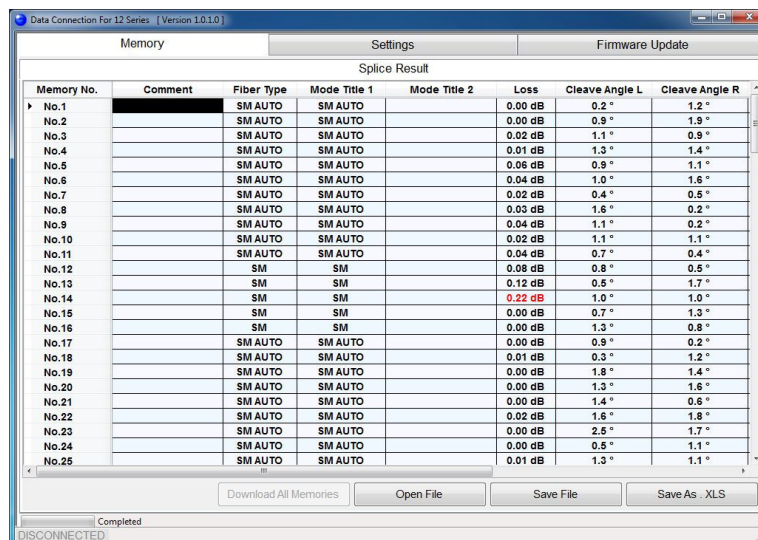 Data Connection For 12 Series [ Version 1.0.1.0 ]
Memory Settings Firmware Update
Splice Result
Memory No. Comment Fiber Type Mode Title 1 Mode Title 2 Loss Cleave Angle L Cleave Angle R
No.1 SM AUTO SM AUTO 0.00 dB 0.2 ° 1.2 °
No.2 SM AUTO SM AUTO 0.00 dB 0.9 ° 1.9 °
No.3 SM AUTO SM AUTO 0.02 dB 1.1 ° 0.9 °
No.4 SM AUTO SM AUTO 0.01 dB 1.3 ° 1.4 °
No.5 SM AUTO SM AUTO 0.06 dB 0.9 ° 1.1 °
No.6 SM AUTO SM AUTO 0.04 dB 1.0 ° 1.6 °
No.7 SM AUTO SM AUTO 0.02 dB 0.4 ° 0.5 °
No.8 SM AUTO SM AUTO 0.03 dB 1.6 ° 0.2 °
No.9 SM AUTO SM AUTO 0.04 dB 1.1 ° 0.2 °
No.10 SM AUTO SM AUTO 0.02 dB 1.1 ° 1.1 °
No.11 SM AUTO SM AUTO 0.04 dB 0.7 ° 0.4 °
No.12 SM SM 0.08 dB 0.8 ° 0.5 °
No.13 SM SM 0.12 dB 0.5 ° 1.7 °
No.14 SM SM 0.22 dB 1.0 ° 1.0 °
No.15 SM SM 0.00 dB 0.7 ° 1.3 °
No.16 SM SM 0.00 dB 1.3 ° 0.8 °
No.17 SM AUTO SM AUTO 0.00 dB 0.9 ° 0.2 °
No.18 SM AUTO SM AUTO 0.01 dB 0.3 ° 1.2 °
No.19 SM AUTO SM AUTO 0.00 dB 1.8 ° 1.4 °
No.20 SM AUTO SM AUTO 0.00 dB 1.3 ° 1.6 °
No.21 SM AUTO SM AUTO 0.00 dB 1.4 ° 0.6 °
No.22 SM AUTO SM AUTO 0.02 dB 1.6 ° 1.8 °
No.23 SM AUTO SM AUTO 0.00 dB 2.5 ° 1.7 °
No.24 SM AUTO SM AUTO 0.00 dB 0.5 ° 1.1 °
No.25 SM AUTO SM AUTO 0.01 dB 1.3 ° 1.1 °
Download All Memories Open File Save File Save As . XLS
Completed
DISCONNECTED